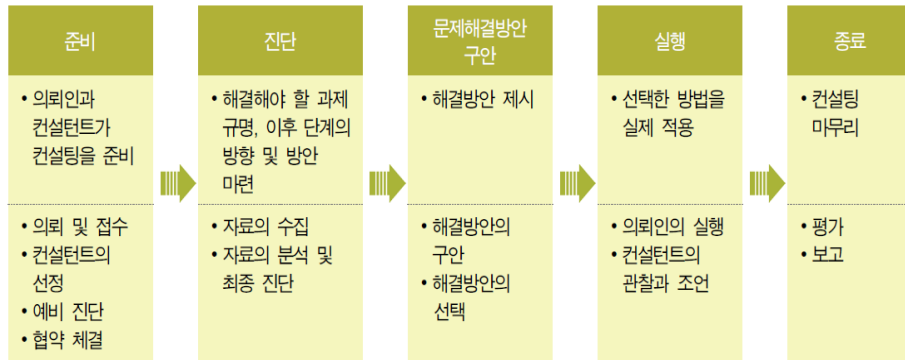 준비
• 의뢰인과
컨설턴트가
컨설팅을 준비
• 의뢰 및 접수
• 컨설턴트의
선정
• 예비 진단
• 협약 체결
진단
• 해결해야 할 과제
규명, 이후 단계의
방향 및 방안
마련
• 자료의 수집
• 자료의 분석 및
최종 진단
문제해결방안
구안
• 해결방안 제시
• 해결방안의
구안
• 해결방안의
선택
실행
• 선택한 방법을
실제 적용
• 의뢰인의 실행
• 컨설턴트의
관찰과 조언
종료
• 컨설팅
마무리
• 평가
• 보고